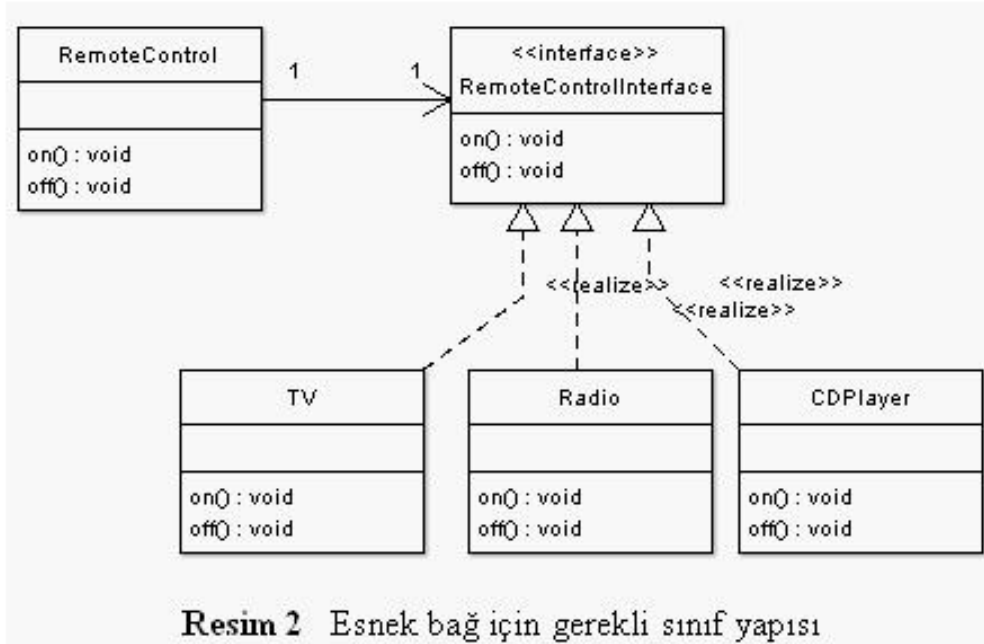 RemoteControl
on() : void
off() : void
1
1
<<interface>>
RemoteControlInterface
on() : void
off() : void
<<realize>>
<<realize>>
<<realize>>
TV
on() : void
off() : void
Radio
on() : void
off() : void
CDPlayer
on() : void
off() : void
Resim 2 Esnek bağ için gerekli sınıf yapısı